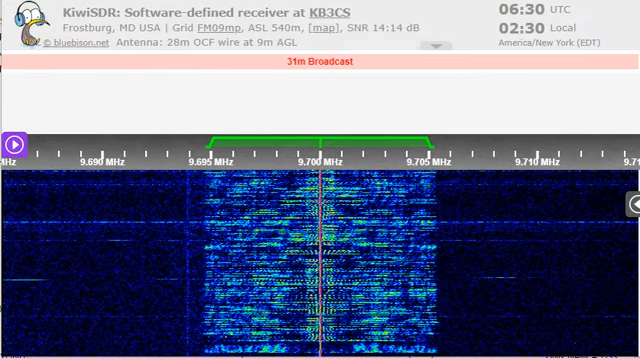 KiwiSDR: Software-defined receiver at KB3CS
Frostburg, MD USA | Grid FM09mp, ASL 540m, [map], SNR 14:14 dB
© bluebison.net Antenna: 28m OCF wire at 9m AGL
06:30 UTC
02:30 Local
America/New York (EDT)
31m Broadcast
9.690 MHz 9.695 MHz 9.700 MHz 9.705 MHz 9.710 MHz